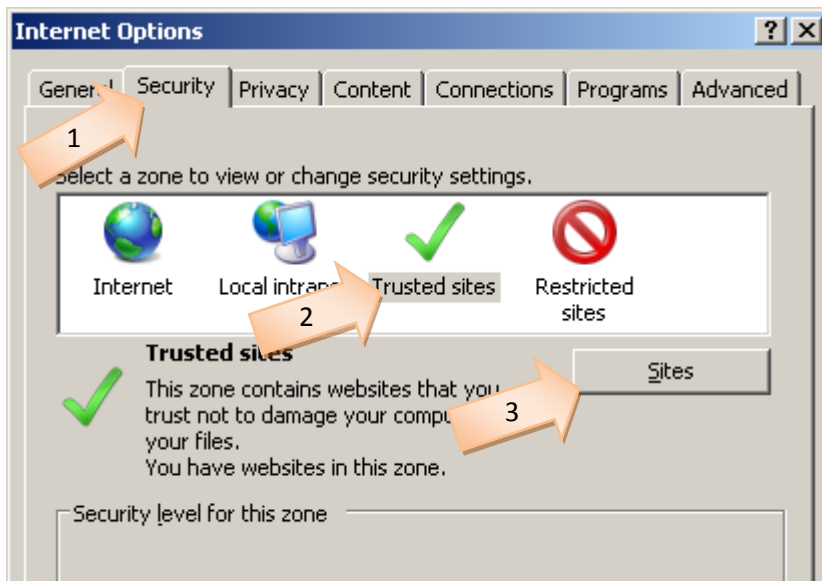 Internet Options
General Security Privacy Content Connections Programs Advanced
1
Select a zone to view or change security settings.
Internet Local intranet Trusted sites Restricted sites
2
Trusted sites
Sites
This zone contains websites that you
trust not to damage your computer or
your files.
You have websites in this zone.
3
Security level for this zone